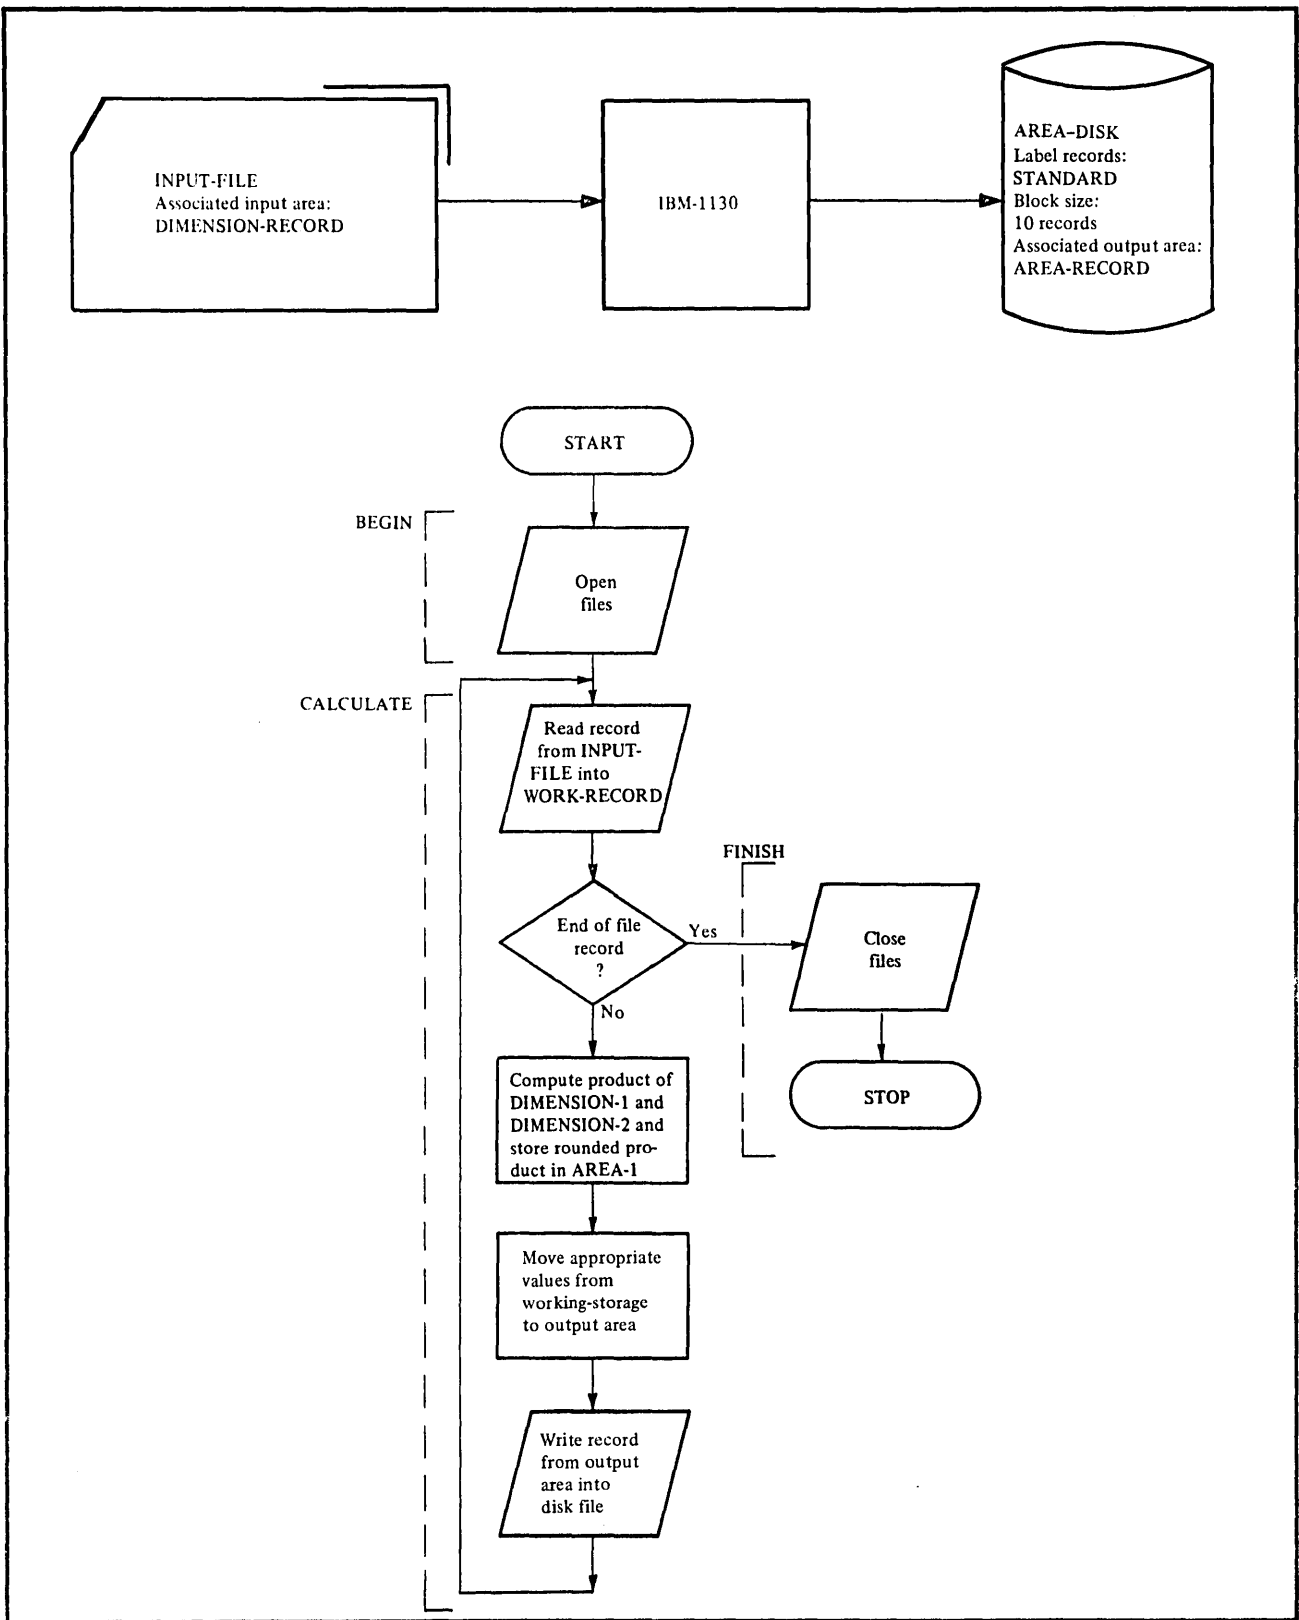 INPUT-FILE
Associated input area:
DIMENSION-RECORD
IBM-1130
AREA-DISK
Label records:
STANDARD
Block size:
10 records
Associated output area:
AREA-RECORD
START
BEGIN
Open
files
CALCULATE
Read record
from INPUT-
FILE into
WORK-RECORD
FINISH
End of file
record
?
Yes
No
Close
files
STOP
Compute product of
DIMENSION-1 and
DIMENSION-2 and
store rounded pro-
duct in AREA-1
Move appropriate
values from
working-storage
to output area
Write record
from output
area into
disk file